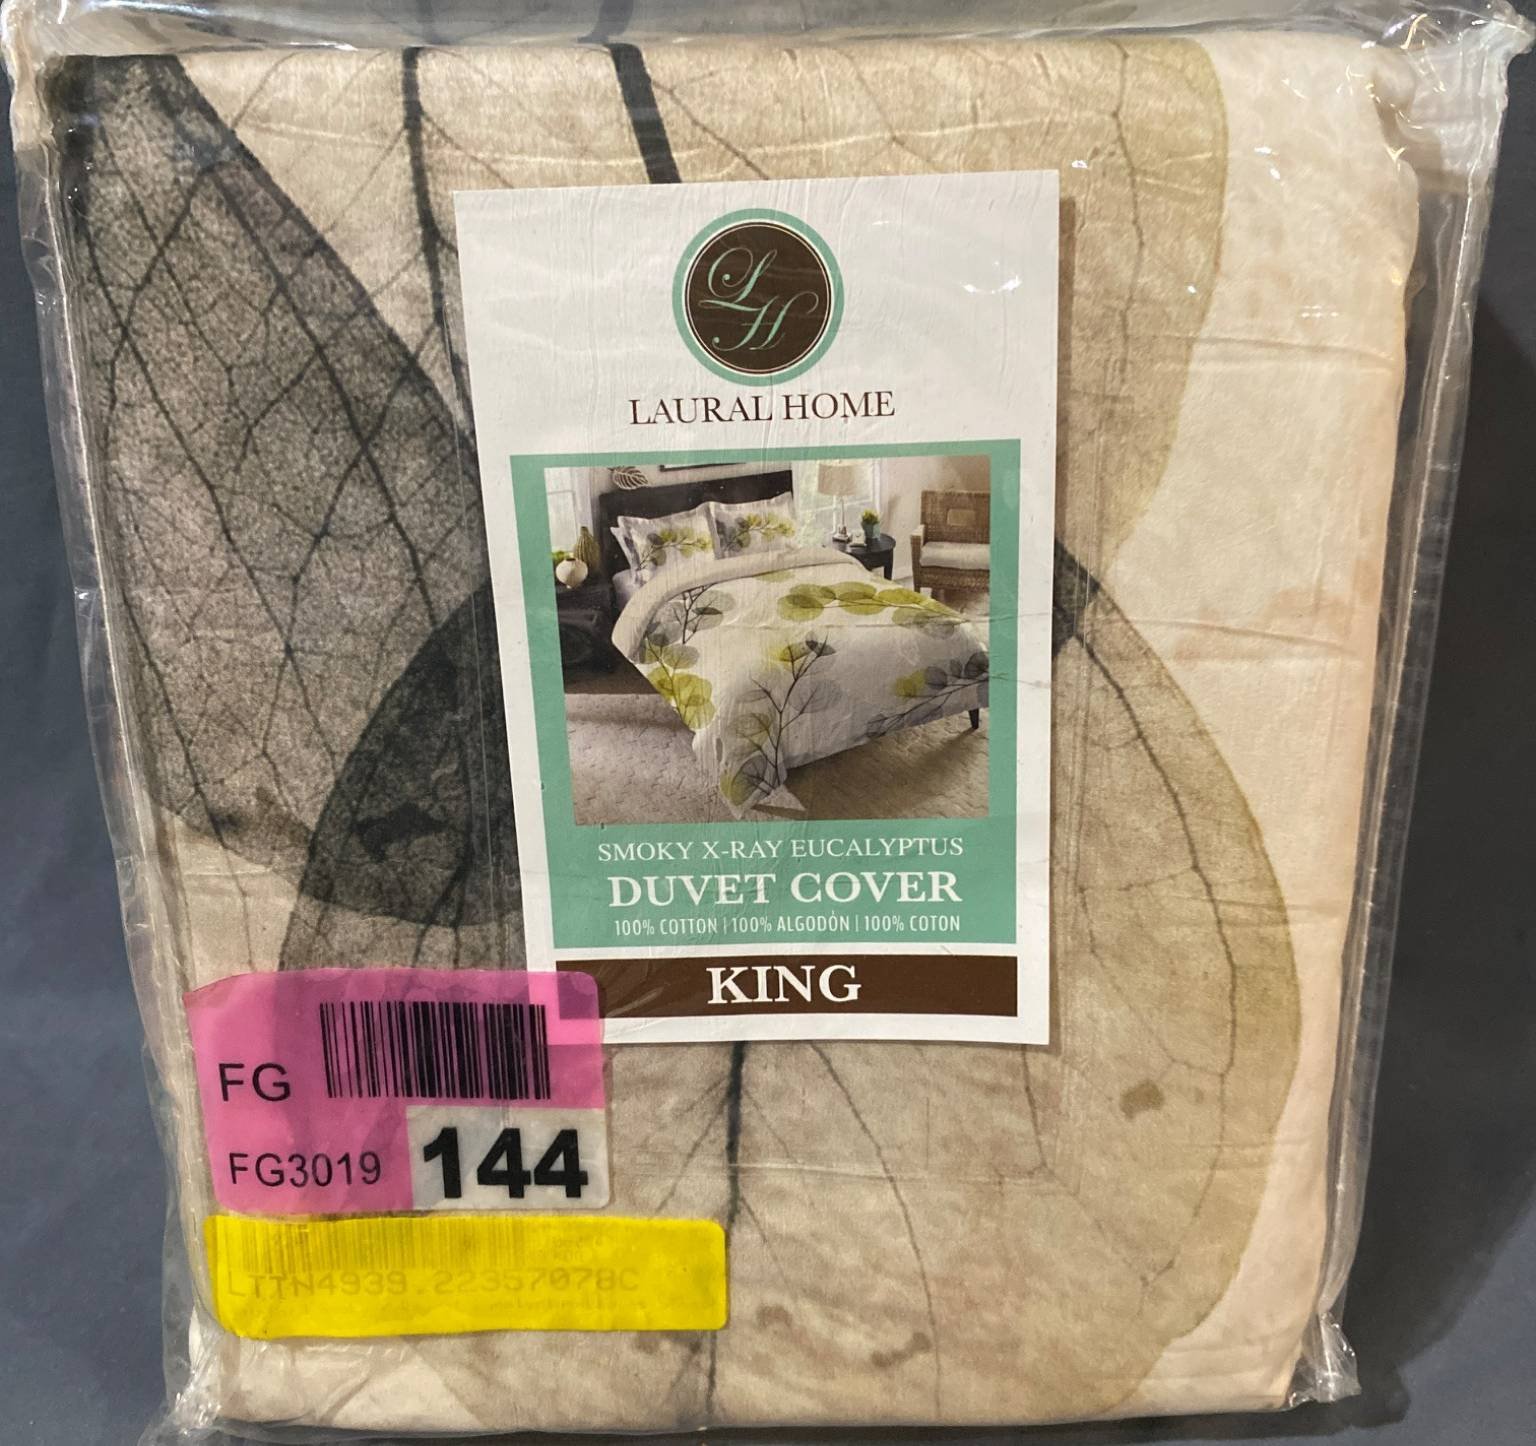 LH
LAURAL HOME
SMOKY X-RAY EUCALYPTUS
DUVET COVER
100% COTTON | 100% ALGODÓN | 100% COTON
KING
FG
FG3019
144
LTTN4939.22357078C